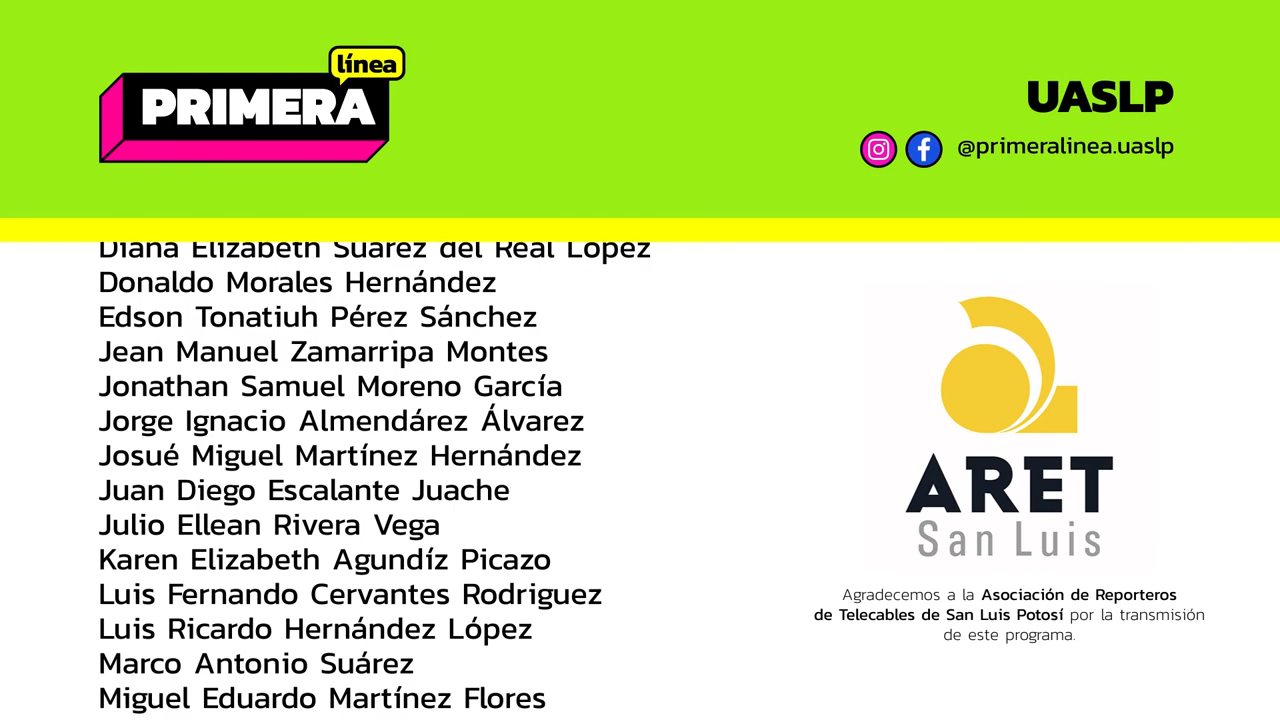 línea
PRIMERA
UASLP
@primeralinea.uaslp
Diana Elizabeth Suárez del Real López
Donaldo Morales Hernández
Edson Tonatiuh Pérez Sánchez
Jean Manuel Zamarripa Montes
Jonathan Samuel Moreno García
Jorge Ignacio Almendárez Álvarez
Josué Miguel Martínez Hernández
Juan Diego Escalante Juache
Julio Ellean Rivera Vega
Karen Elizabeth Agundíz Picazo
Luis Fernando Cervantes Rodriguez
Luis Ricardo Hernández López
Marco Antonio Suárez
Miguel Eduardo Martínez Flores
ARET
San Luis
Agradecemos a la Asociación de Reporteros
de Telecables de San Luis Potosí por la transmisión
de este programa.